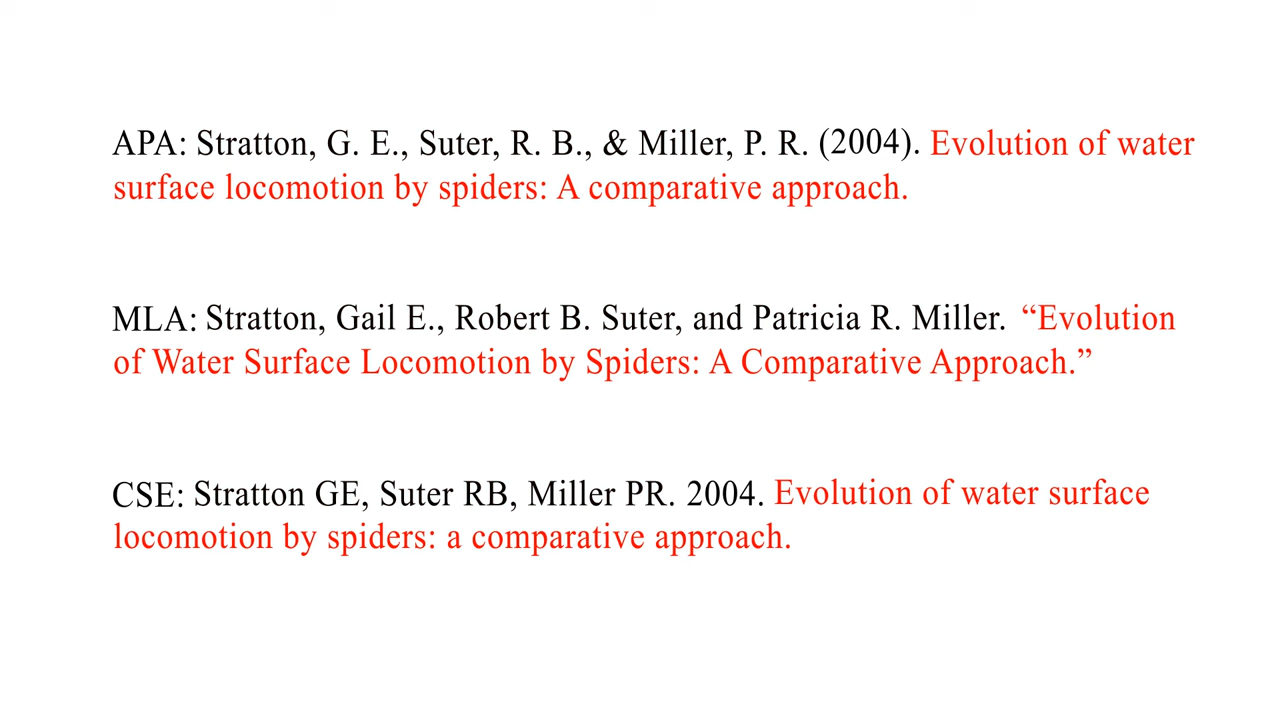 APA: Stratton, G. E., Suter, R. B., & Miller, P. R. (2004). Evolution of water
surface locomotion by spiders: A comparative approach.
MLA: Stratton, Gail E., Robert B. Suter, and Patricia R. Miller. “Evolution
of Water Surface Locomotion by Spiders: A Comparative Approach.”
CSE: Stratton GE, Suter RB, Miller PR. 2004. Evolution of water surface
locomotion by spiders: a comparative approach.